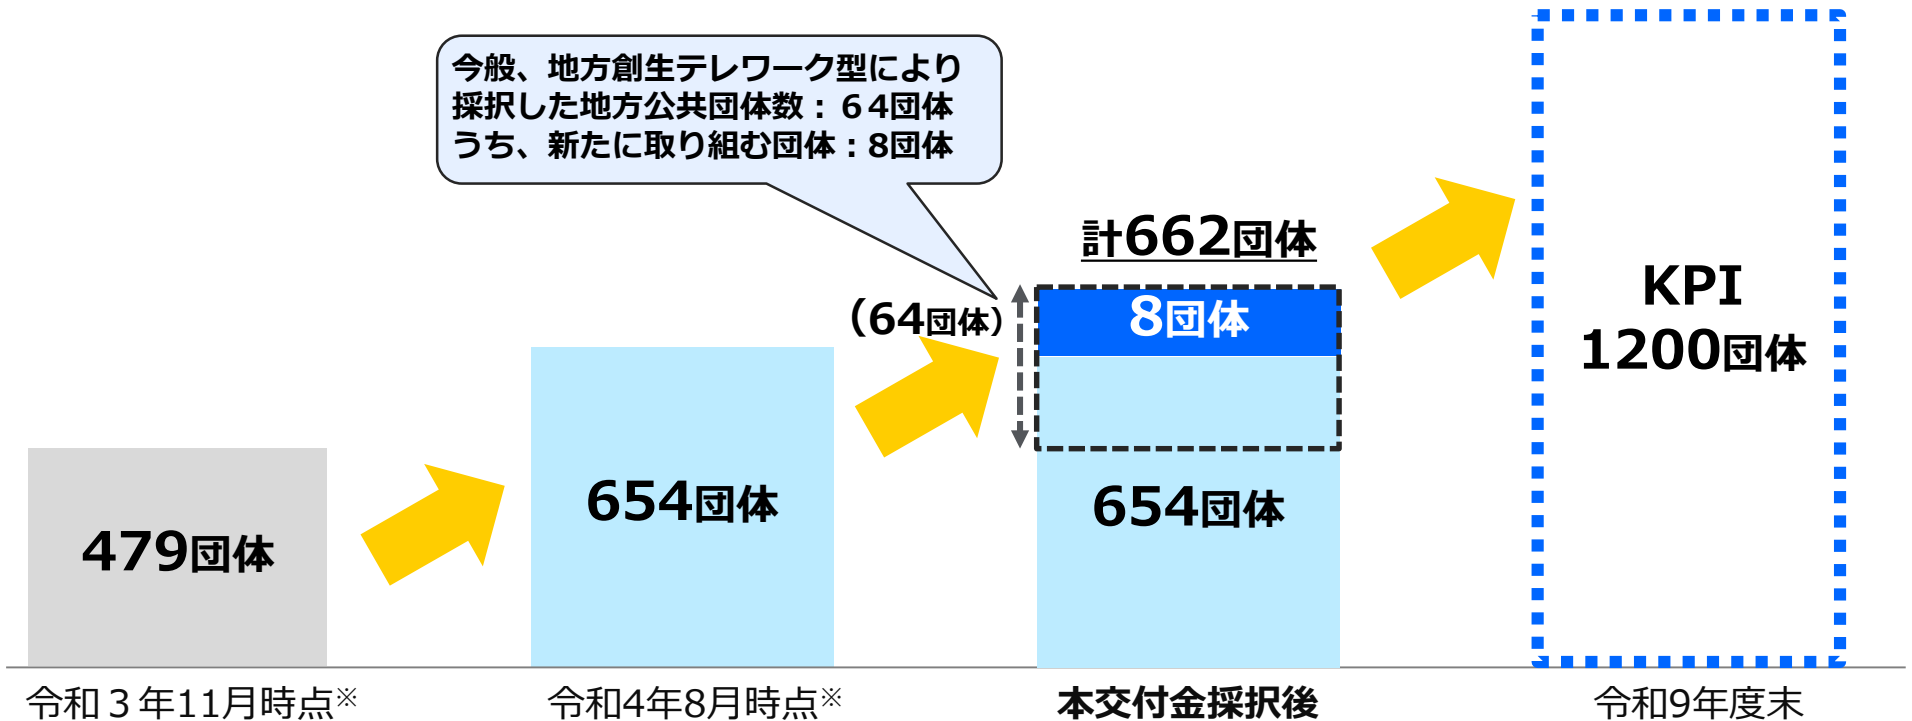 今般、地方創生テレワーク型により
採択した地方公共団体数：６4団体
うち、新たに取り組む団体：8団体
計662団体
（64団体）
8団体
KPI
1200団体
479団体
654団体
654団体
令和３年11月時点※
令和4年8月時点※
本交付金採択後
令和9年度末